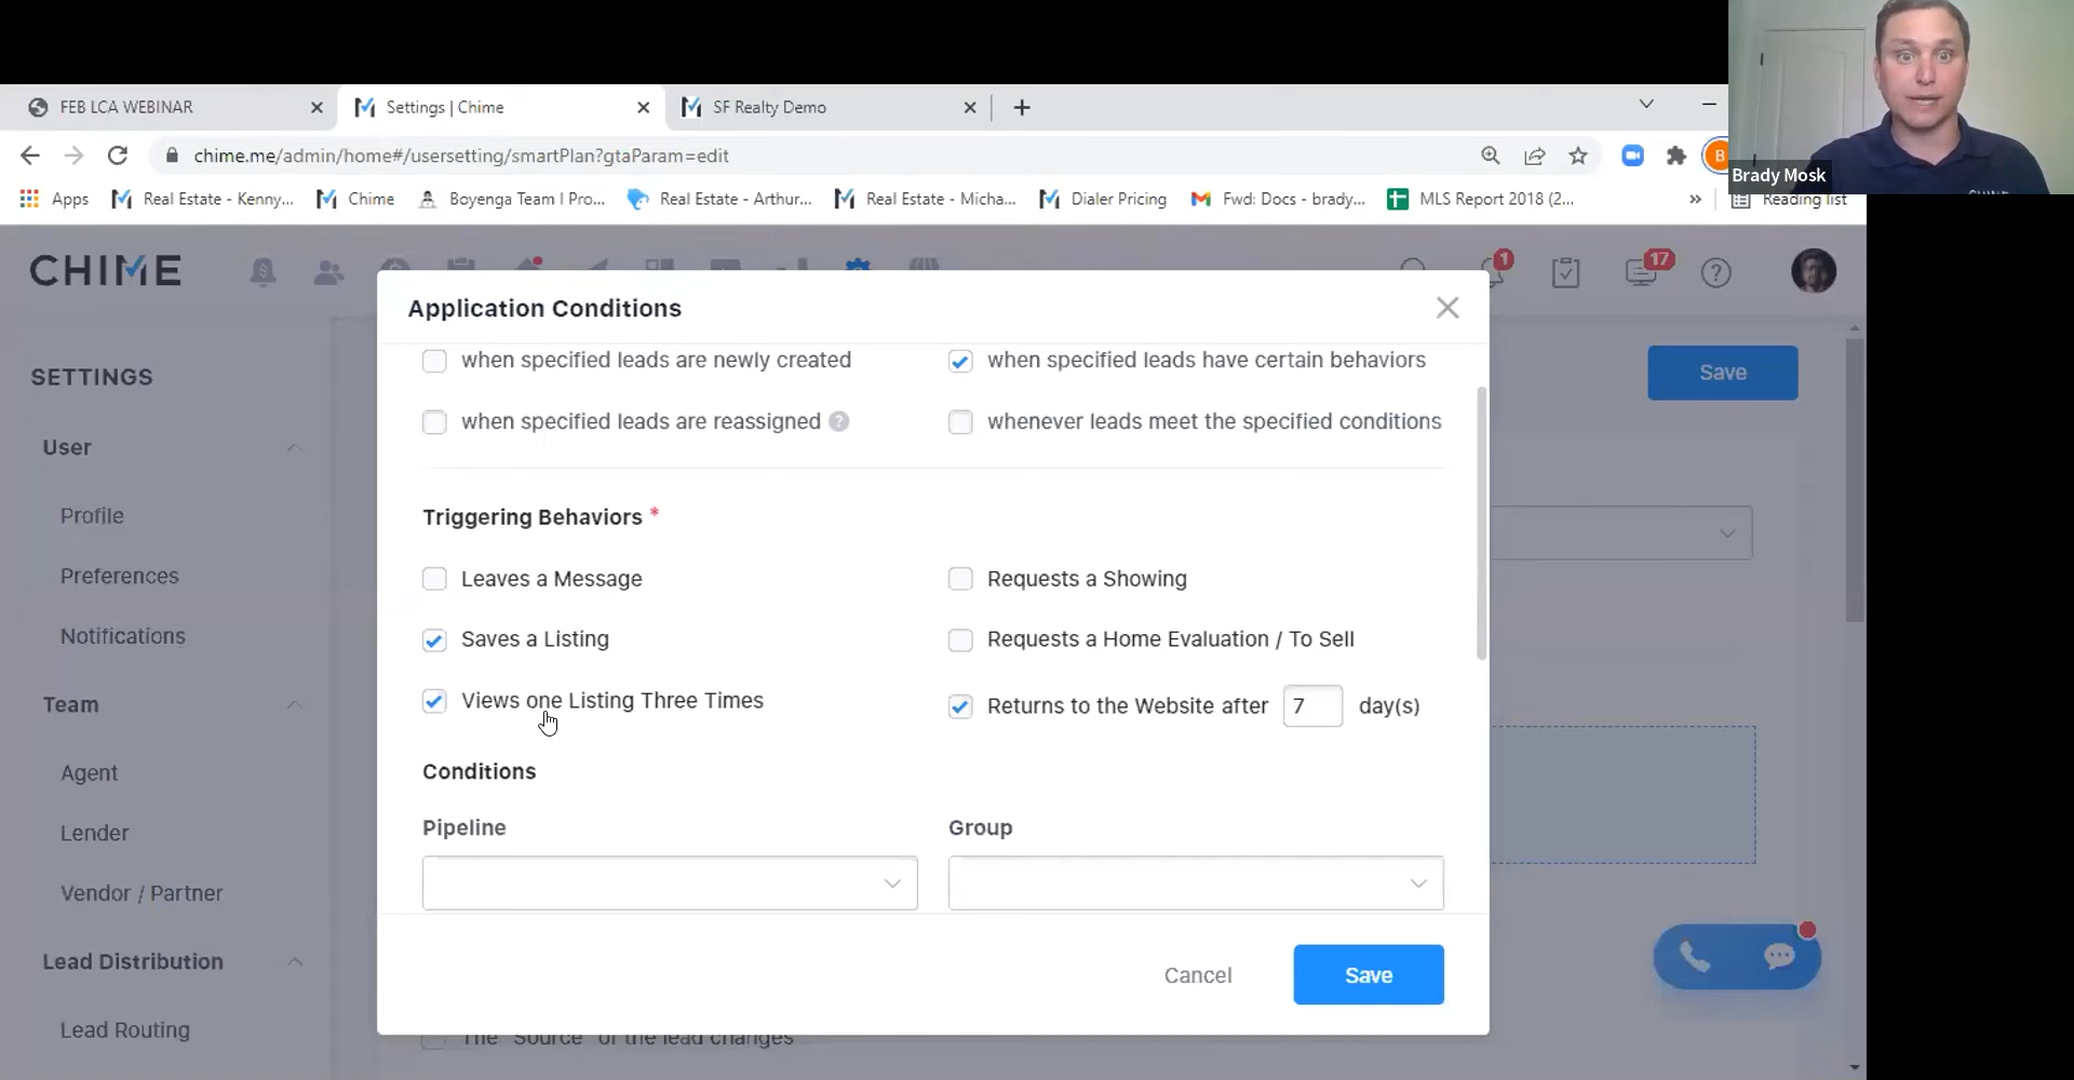 FEB LCA WEBINAR
Settings | Chime
SF Realty Demo
chime.me/admin/home#/usersetting/smartPlan?gtaParam=edit
B
Brady Mosk
Apps
Real Estate - Kenny...
Chime
Boyenga Team | Pro...
Real Estate - Arthur...
Real Estate - Micha...
Dialer Pricing
Fwd: Docs - brady...
MLS Report 2018 (2...
»
Reading list
CHIME
1
17
?
SETTINGS
User
Profile
Preferences
Notifications
Team
Agent
Lender
Vendor / Partner
Lead Distribution
Lead Routing
Save
Application Conditions
when specified leads are newly created
when specified leads have certain behaviors
when specified leads are reassigned ?
whenever leads meet the specified conditions
Triggering Behaviors *
Leaves a Message
Requests a Showing
Saves a Listing
Requests a Home Evaluation / To Sell
Views one Listing Three Times
Returns to the Website after 7 day(s)
Conditions
Pipeline
Group
Cancel
Save
The "Source" of the lead changes